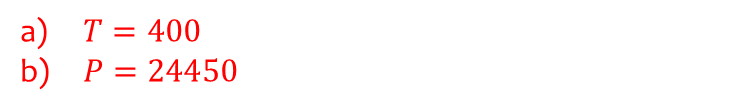 a) T = 400
b) P = 24450